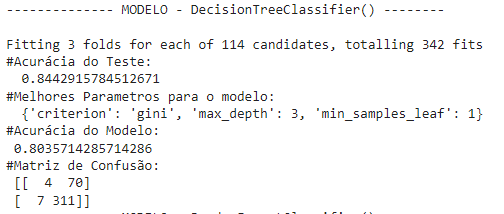 -------------- MODELO - DecisionTreeClassifier() --------
Fitting 3 folds for each of 114 candidates, totalling 342 fits
#Acurácia do Teste:
0.8442915784512671
#Melhores Parametros para o modelo:
{'criterion': 'gini', 'max_depth': 3, 'min_samples_leaf': 1}
#Acurácia do Modelo:
0.8035714285714286
#Matriz de Confusão:
[[  4  70]
[  7 311]]